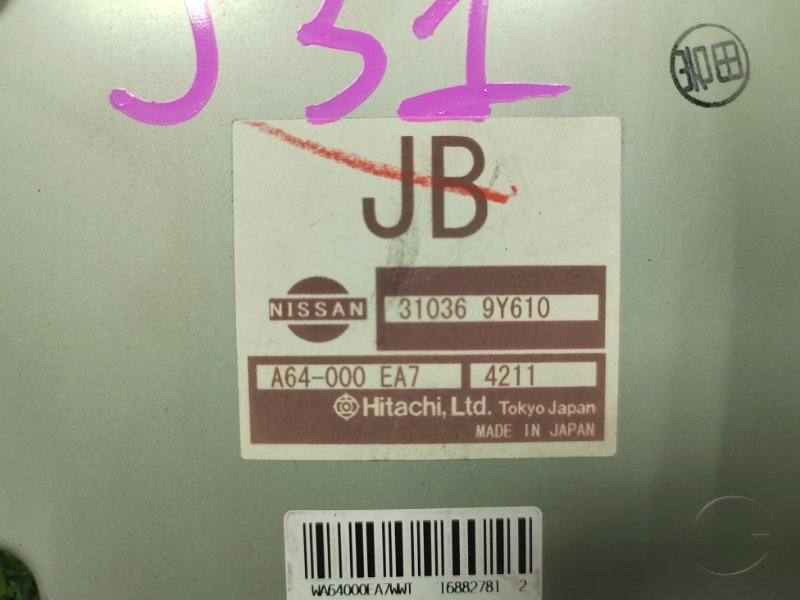 J31
JB
NISSAN
31036 9Y610
A64-000 EA7 4211
Hitachi, Ltd. Tokyo Japan
MADE IN JAPAN
WA64000EA7WWT 16882781 2